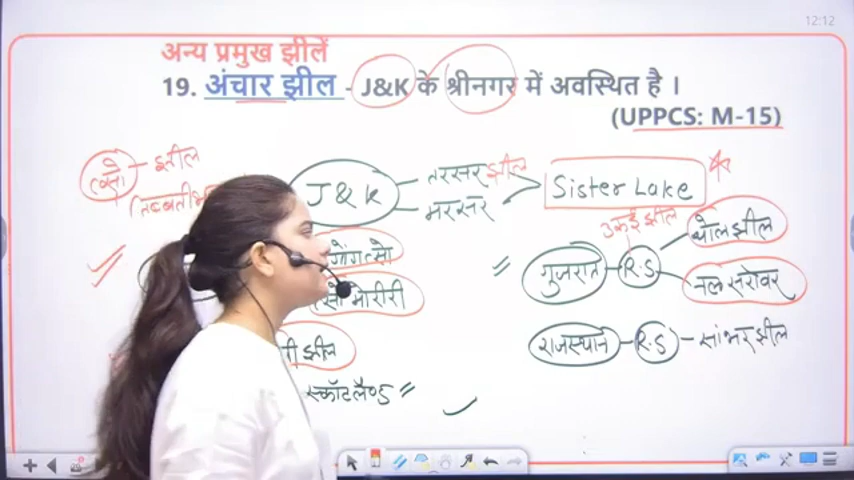 12:12
अन्य प्रमुख झीलें
19. अंचार झील - J&K के श्रीनगर में अवस्थित है ।
(UPPCS: M-15)
त्सो - झील
J&K
तरसर झील
मरसर
Sister Lake
उकई झील
गुजरात - R.S
थोल झील
नल सरोवर
त्सो मोरीरी
झील
राजस्थान - R.S - सांभर झील
स्कॉटलैण्ड